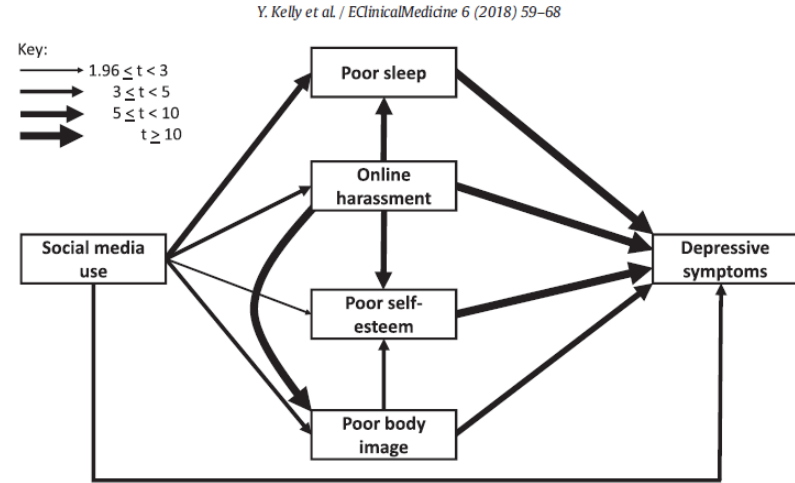 Y. Kelly et al. / EClinicalMedicine 6 (2018) 59–68
Key:
1.96 ≤ t < 3
3 ≤ t < 5
5 ≤ t < 10
t ≥ 10
Poor sleep
Online
harassment
Social media
use
Depressive
symptoms
Poor self-
esteem
Poor body
image